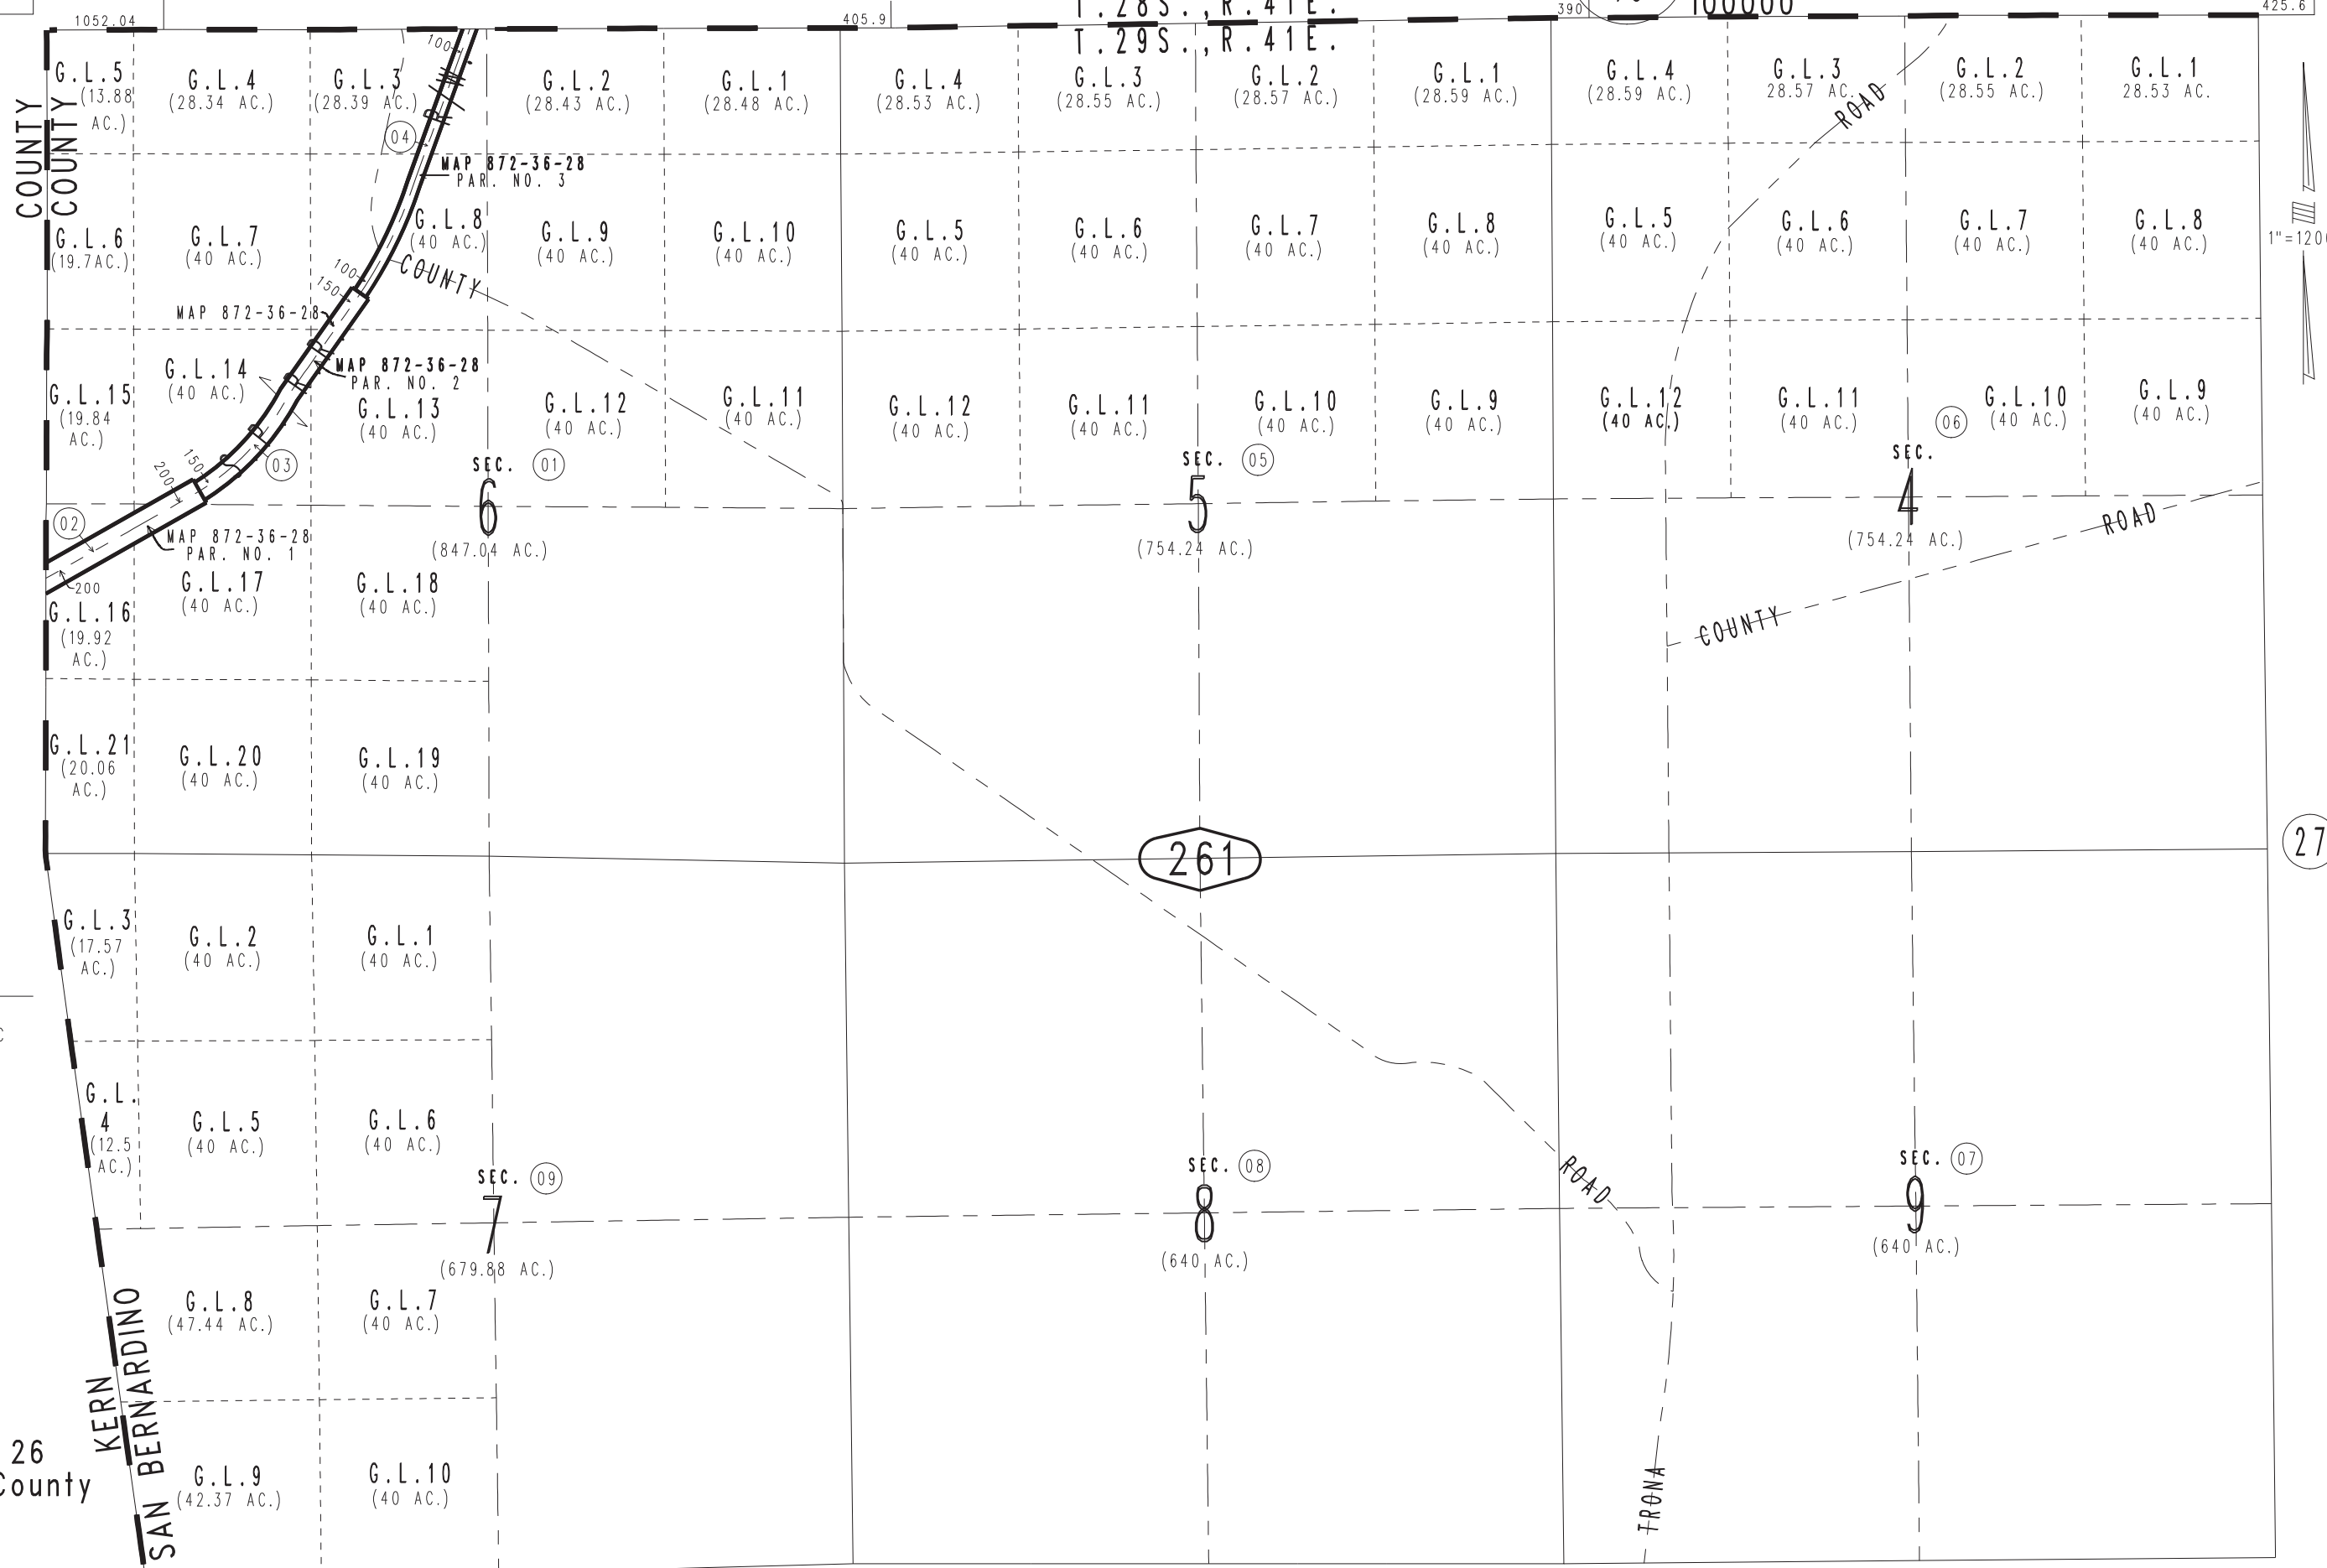 1052.04
405.9
T.28S.,R.41E.
390
100000
425.6
T.29S.,R.41E.
COUNTY
COUNTY
G.L.5
(13.88
AC.)
G.L.4
(28.34 AC.)
G.L.3
(28.39 AC.)
100
R/W.
G.L.2
(28.43 AC.)
G.L.1
(28.48 AC.)
G.L.4
(28.53 AC.)
G.L.3
(28.55 AC.)
G.L.2
(28.57 AC.)
G.L.1
(28.59 AC.)
G.L.4
(28.59 AC.)
G.L.3
28.57 AC.
ROAD
G.L.2
(28.55 AC.)
G.L.1
28.53 AC.
04
MAP 872-36-28
PAR. NO. 3
G.L.6
(19.7AC.)
G.L.7
(40 AC.)
G.L.8
(40 AC.)
G.L.9
(40 AC.)
G.L.10
(40 AC.)
G.L.5
(40 AC.)
G.L.6
(40 AC.)
G.L.7
(40 AC.)
G.L.8
(40 AC.)
G.L.5
(40 AC.)
G.L.6
(40 AC.)
G.L.7
(40 AC.)
G.L.8
(40 AC.)
COUNTY
100
150
MAP 872-36-28
MAP 872-36-28
PAR. NO. 2
G.L.15
(19.84
AC.)
G.L.14
(40 AC.)
G.L.13
(40 AC.)
G.L.12
(40 AC.)
G.L.11
(40 AC.)
G.L.12
(40 AC.)
G.L.11
(40 AC.)
G.L.10
(40 AC.)
G.L.9
(40 AC.)
G.L.12
(40 AC.)
G.L.11
(40 AC.)
G.L.10
(40 AC.)
G.L.9
(40 AC.)
03
150
200
SEC. 01
6
(847.04 AC.)
SEC. 05
5
(754.24 AC.)
06
SEC.
4
(754.24 AC.)
02
MAP 872-36-28
PAR. NO. 1
200
COUNTY
ROAD
G.L.16
(19.92
AC.)
G.L.17
(40 AC.)
G.L.18
(40 AC.)
G.L.21
(20.06
AC.)
G.L.20
(40 AC.)
G.L.19
(40 AC.)
261
27
G.L.3
(17.57
AC.)
G.L.2
(40 AC.)
G.L.1
(40 AC.)
G.L.
4
(12.5
AC.)
G.L.5
(40 AC.)
G.L.6
(40 AC.)
SEC. 09
7
(679.88 AC.)
SEC. 08
8
(640 AC.)
ROAD
SEC. 07
9
(640 AC.)
G.L.8
(47.44 AC.)
G.L.7
(40 AC.)
KERN
SAN BERNARDINO
26
County
G.L.9
(42.37 AC.)
G.L.10
(40 AC.)
TRONA